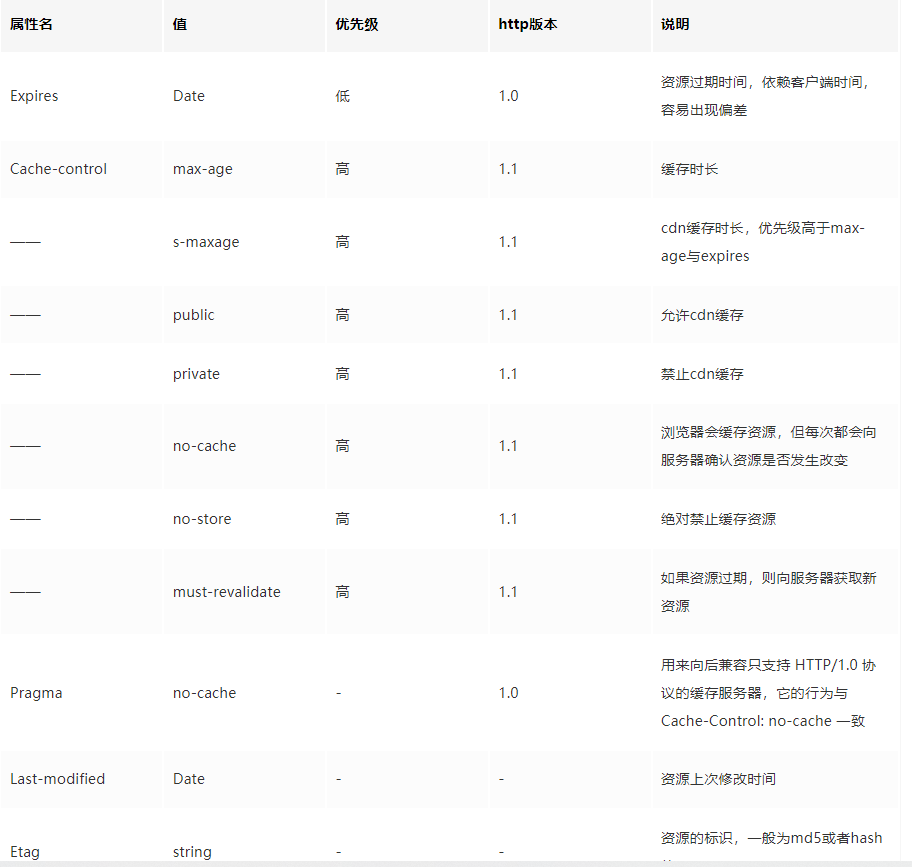 属性名 值 优先级 http版本 说明
Expires Date 低 1.0 资源过期时间，依赖客户端时间，
容易出现偏差
Cache-control max-age 高 1.1 缓存时长
—— s-maxage 高 1.1 cdn缓存时长，优先级高于max-
age与expires
—— public 高 1.1 允许cdn缓存
—— private 高 1.1 禁止cdn缓存
—— no-cache 高 1.1 浏览器会缓存资源，但每次都会向
服务器确认资源是否发生改变
—— no-store 高 1.1 绝对禁止缓存资源
—— must-revalidate 高 1.1 如果资源过期，则向服务器获取新
资源
用来向后兼容只支持 HTTP/1.0 协
Pragma no-cache - 1.0 议的缓存服务器，它的行为与
Cache-Control: no-cache 一致
Last-modified Date - - 资源上次修改时间
Etag string - - 资源的标识，一般为md5或者hash